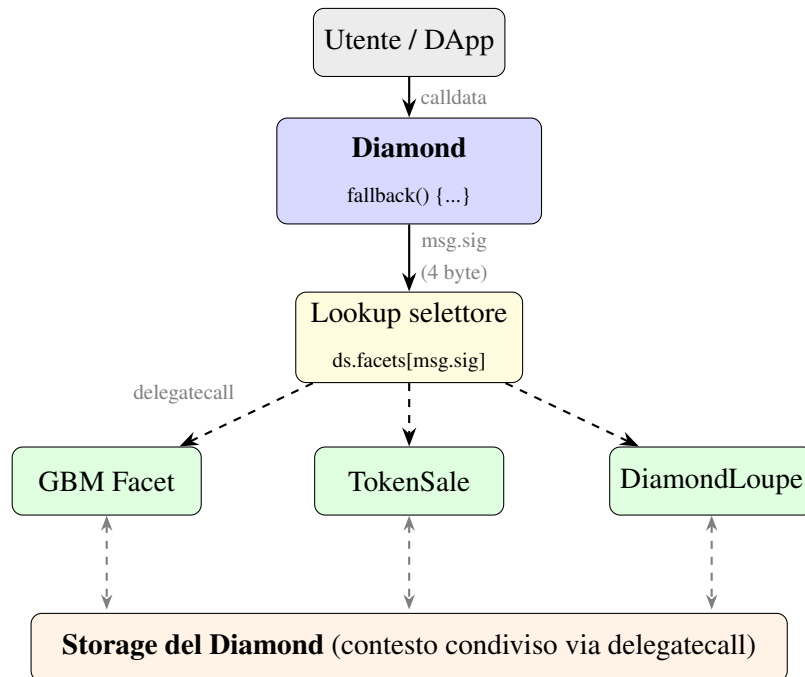 Utente / DApp
calldata
Diamond
fallback() {...}
msg.sig
(4 byte)
Lookup selettore
ds.facets[msg.sig]
delegatecall
GBM Facet
TokenSale
DiamondLoupe
Storage del Diamond (contesto condiviso via delegatecall)